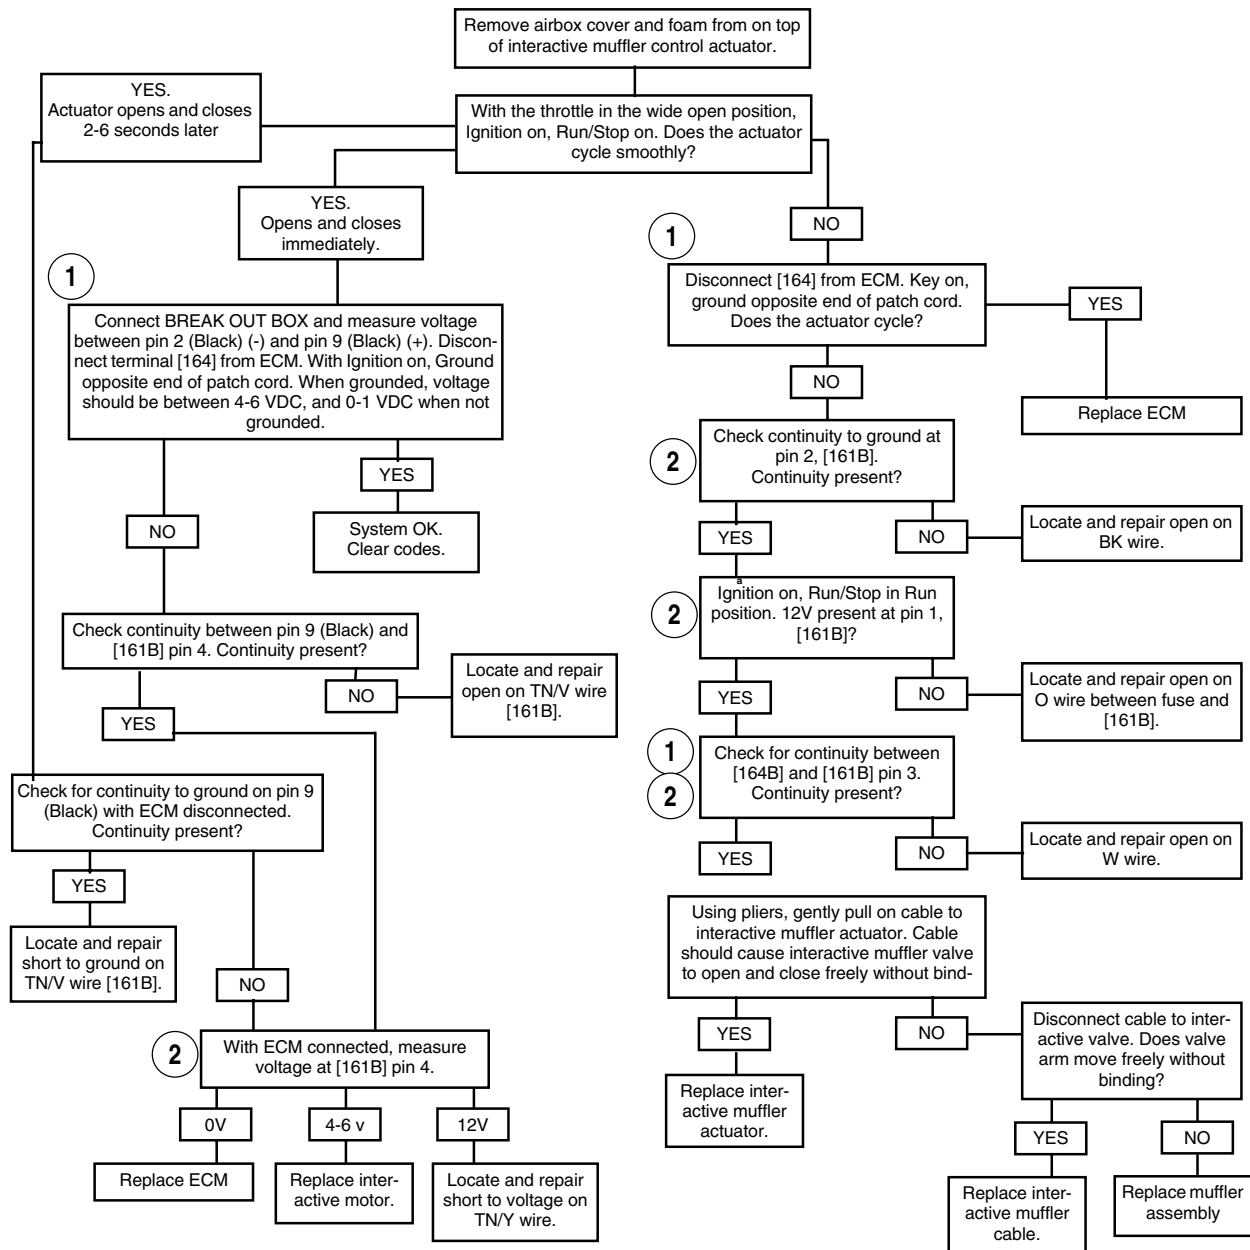 Remove airbox cover and foam from on top
of interactive muffler control actuator.
YES.
Actuator opens and closes
2-6 seconds later
With the throttle in the wide open position,
Ignition on, Run/Stop on. Does the actuator
cycle smoothly?
YES.
Opens and closes
immediately.
NO
1
Connect BREAK OUT BOX and measure voltage
between pin 2 (Black) (-) and pin 9 (Black) (+). Discon-
nect terminal [164] from ECM. With Ignition on, Ground
opposite end of patch cord. When grounded, voltage
should be between 4-6 VDC, and 0-1 VDC when not
grounded.
1
Disconnect [164] from ECM. Key on,
ground opposite end of patch cord.
Does the actuator cycle?
YES
Replace ECM
NO
2
Check continuity to ground at
pin 2, [161B].
Continuity present?
YES
System OK.
Clear codes.
NO
YES
NO
Locate and repair open on
BK wire.
a
2
Ignition on, Run/Stop in Run
position. 12V present at pin 1,
[161B]?
Check continuity between pin 9 (Black) and
[161B] pin 4. Continuity present?
YES
NO
Locate and repair
open on TN/V wire
[161B].
YES
NO
Locate and repair open on
O wire between fuse and
[161B].
1
2
Check for continuity between
[164B] and [161B] pin 3.
Continuity present?
Check for continuity to ground on pin 9
(Black) with ECM disconnected.
Continuity present?
YES
NO
Locate and repair open on
W wire.
YES
Locate and repair
short to ground on
TN/V wire [161B].
NO
Using pliers, gently pull on cable to
interactive muffler actuator. Cable
should cause interactive muffler valve
to open and close freely without bind-
YES
NO
Disconnect cable to inter-
active valve. Does valve
arm move freely without
binding?
2
With ECM connected, measure
voltage at [161B] pin 4.
Replace inter-
active muffler
actuator.
0V
4-6 v
12V
YES
NO
Replace ECM
Replace inter-
active motor.
Locate and repair
short to voltage on
TN/Y wire.
Replace inter-
active muffler
cable.
Replace muffler
assembly